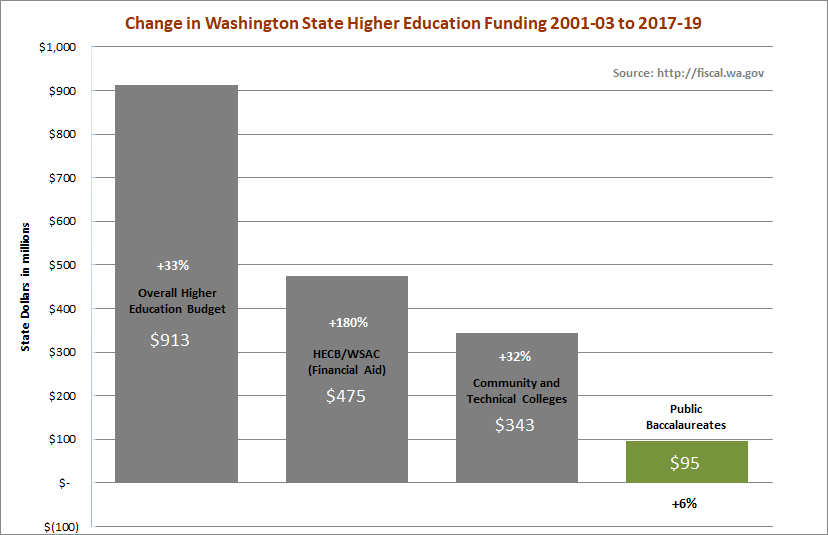 Change in Washington State Higher Education Funding 2001-03 to 2017-19
Source: http://fiscal.wa.gov
State Dollars in millions
$1,000
$900
$800
$700
$600
$500
$400
$300
$200
$100
$-
$(100)
+33%
Overall Higher
Education Budget
$913
+180%
HECB/WSAC
(Financial Aid)
$475
+32%
Community and
Technical Colleges
$343
Public
Baccalaureates
$95
+6%